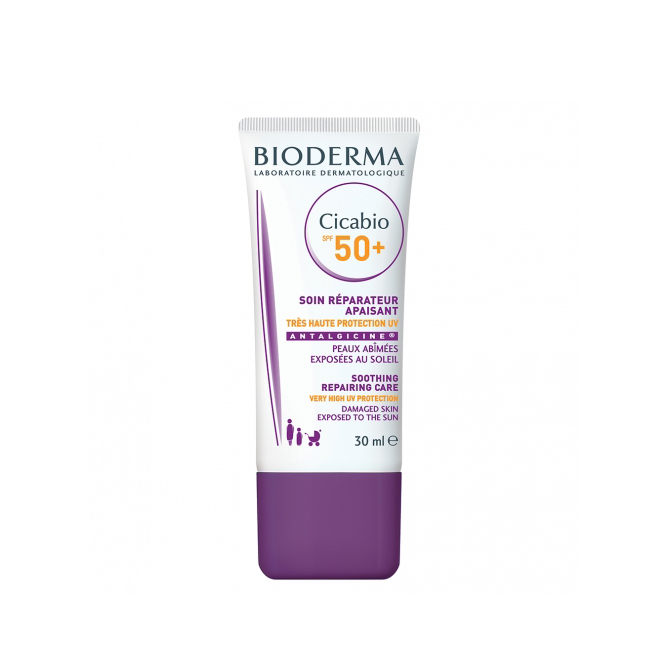 BIODERMA
LABORATOIRE DERMATOLOGIQUE
Cicabio
SPF 50+
SOIN RÉPARATEUR
APAISANT
TRÈS HAUTE PROTECTION UV
ANTALGICINE®
PEAUX ABÎMÉES
EXPOSÉES AU SOLEIL
SOOTHING
REPAIRING CARE
VERY HIGH UV PROTECTION
DAMAGED SKIN
EXPOSED TO THE SUN
30 ml ℮